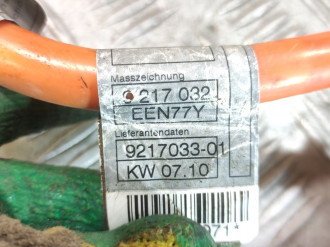 Masszeichnung
9 217 032
EEN77Y
Lieferantendaten
9217033-01
KW 07.10